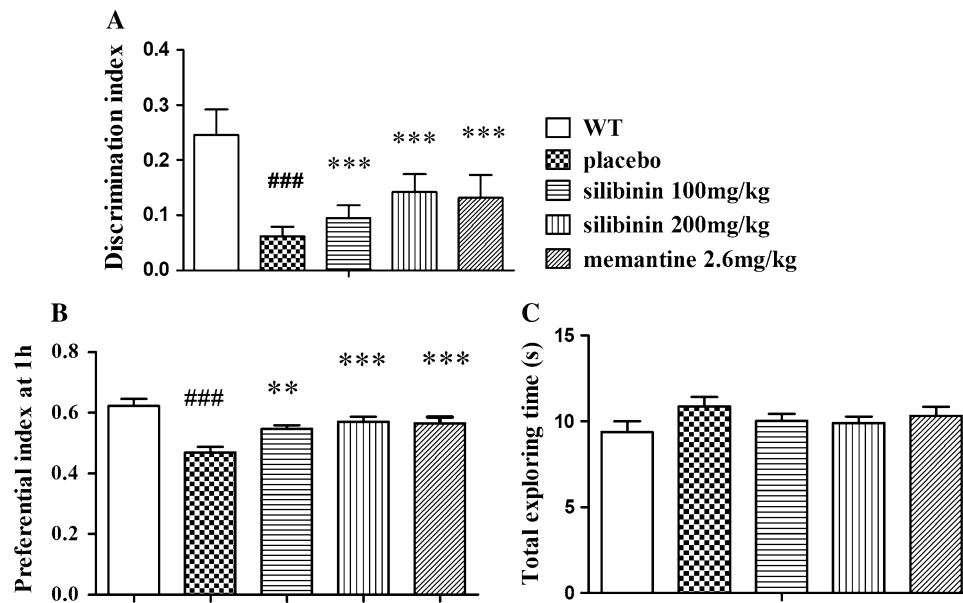 A
Discrimination index
0.4
0.3
0.2
0.1
0.0
###
***
***
***
WT
placebo
silibinin 100mg/kg
silibinin 200mg/kg
memantine 2.6mg/kg
B
Preferential index at 1h
0.8
0.6
0.4
0.2
0.0
###
**
***
***
C
Total exploring time (s)
15
10
5
0